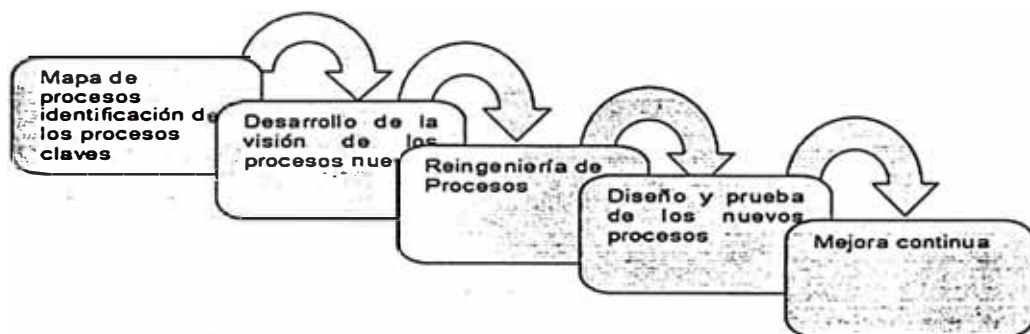 Mapa de
procesos
identificación de
los procesos
claves
Desarrollo de la
visión de los
procesos
Reingeniería de
Procesos
Diseño y prueba
de los nuevos
procesos
Mejora continua